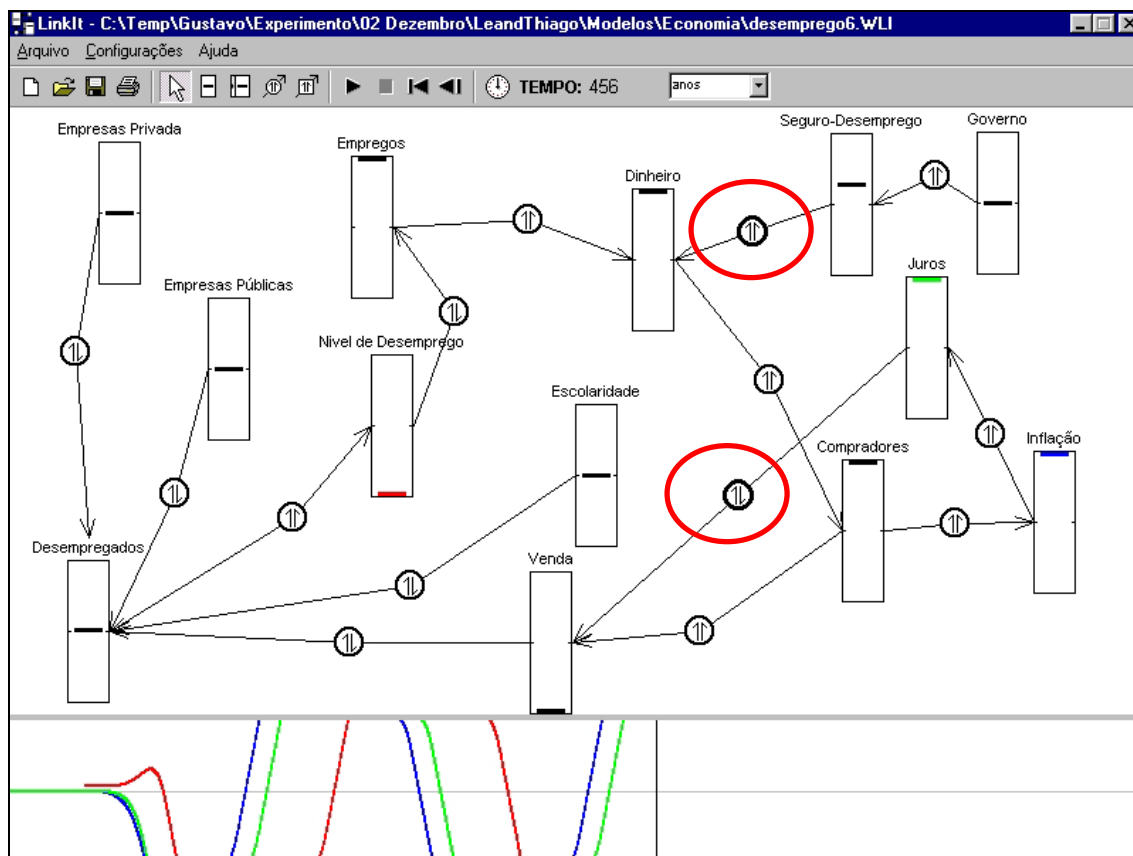 LinkIt - C:\Temp\Gustavo\Experimento\02 Dezembro\LeandThiago\Modelos\Economia\desemprego6.WLI
Arquivo Configurações Ajuda
TEMPO: 456 anos
Empresas Privada
Empregos
Dinheiro
Seguro-Desemprego
Governo
Empresas Públicas
Juros
Nivel de Desemprego
Escolaridade
Compradores
Inflação
Desempregados
Venda